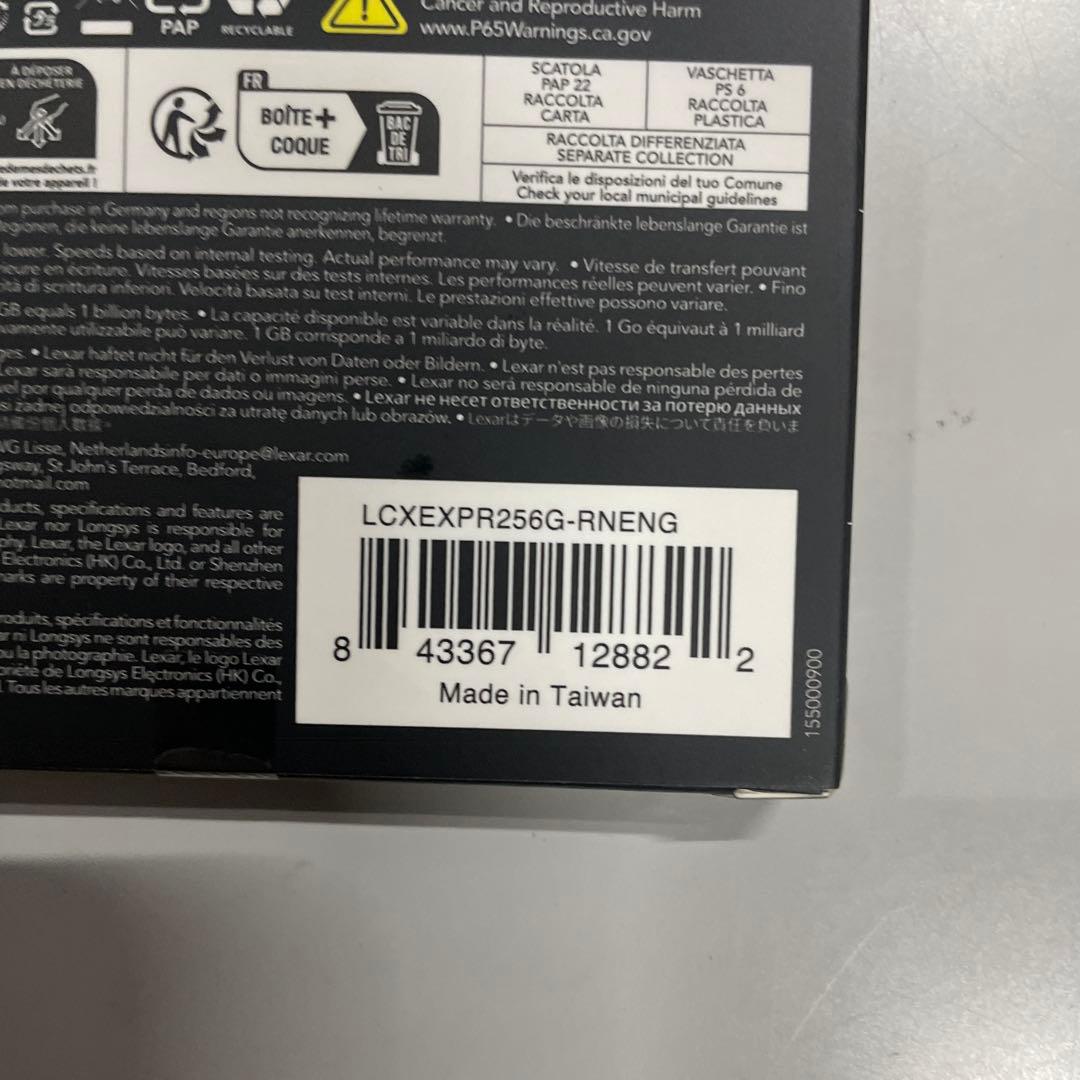 Cancer and Reproductive Harm
www.P65Warnings.ca.gov
PAP
RECYCLABLE
À DÉPOSER
EN DÉCHÈTERIE
FR
BOÎTE+
COQUE
BAC
DE
TRI
SCATOLA
PAP 22
RACCOLTA
CARTA
VASCHETTA
PS 6
RACCOLTA
PLASTICA
RACCOLTA DIFFERENZIATA
SEPARATE COLLECTION
Verifica le disposizioni del tuo Comune
Check your local municipal guidelines
votre appareil !
purchase in Germany and regions not recognizing lifetime warranty. • Die beschränkte lebenslange Garantie ist
die keine lebenslange Garantie anerkennen, begrenzt.
lower. Speeds based on internal testing. Actual performance may vary. • Vitesse de transfert pouvant
en écriture. Vitesses basées sur des tests internes. Les performances réelles peuvent varier. • Fino
di scrittura inferiori. Velocità basata su test interni. Le prestazioni effettive possono variare.
GB equals 1 billion bytes. • La capacité disponible est variable dans la réalité. 1 Go équivaut à 1 milliard
utilizzabile può variare. 1 GB corrisponde a 1 miliardo di byte.
• Lexar haftet nicht für den Verlust von Daten oder Bildern. • Lexar n'est pas responsable des pertes
Lexar sarà responsabile per dati o immagini perse. • Lexar no será responsable de ninguna pérdida de
por qualquer perda de dados ou imagens. • Lexar не несет ответственности за потерю данных
żadnej odpowiedzialności za utratę danych lub obrazów. • Lexarはデータや画像の損失について責任を負いま
Lisse, Netherlandsinfo-europe@lexar.com
St John's Terrace, Bedford,
specifications and features are
Lexar nor Longsys is responsible for
Lexar, the Lexar logo, and all other
Electronics (HK) Co., Ltd. or Shenzhen
are property of their respective
spécifications et fonctionnalités
ni Longsys ne sont responsables des
ou la photographie. Lexar, le logo Lexar
de Longsys Electronics (HK) Co.,
Tous les autres marques appartiennent
LCXEXPR256G-RNENG
8 43367 12882 2
Made in Taiwan
155000900